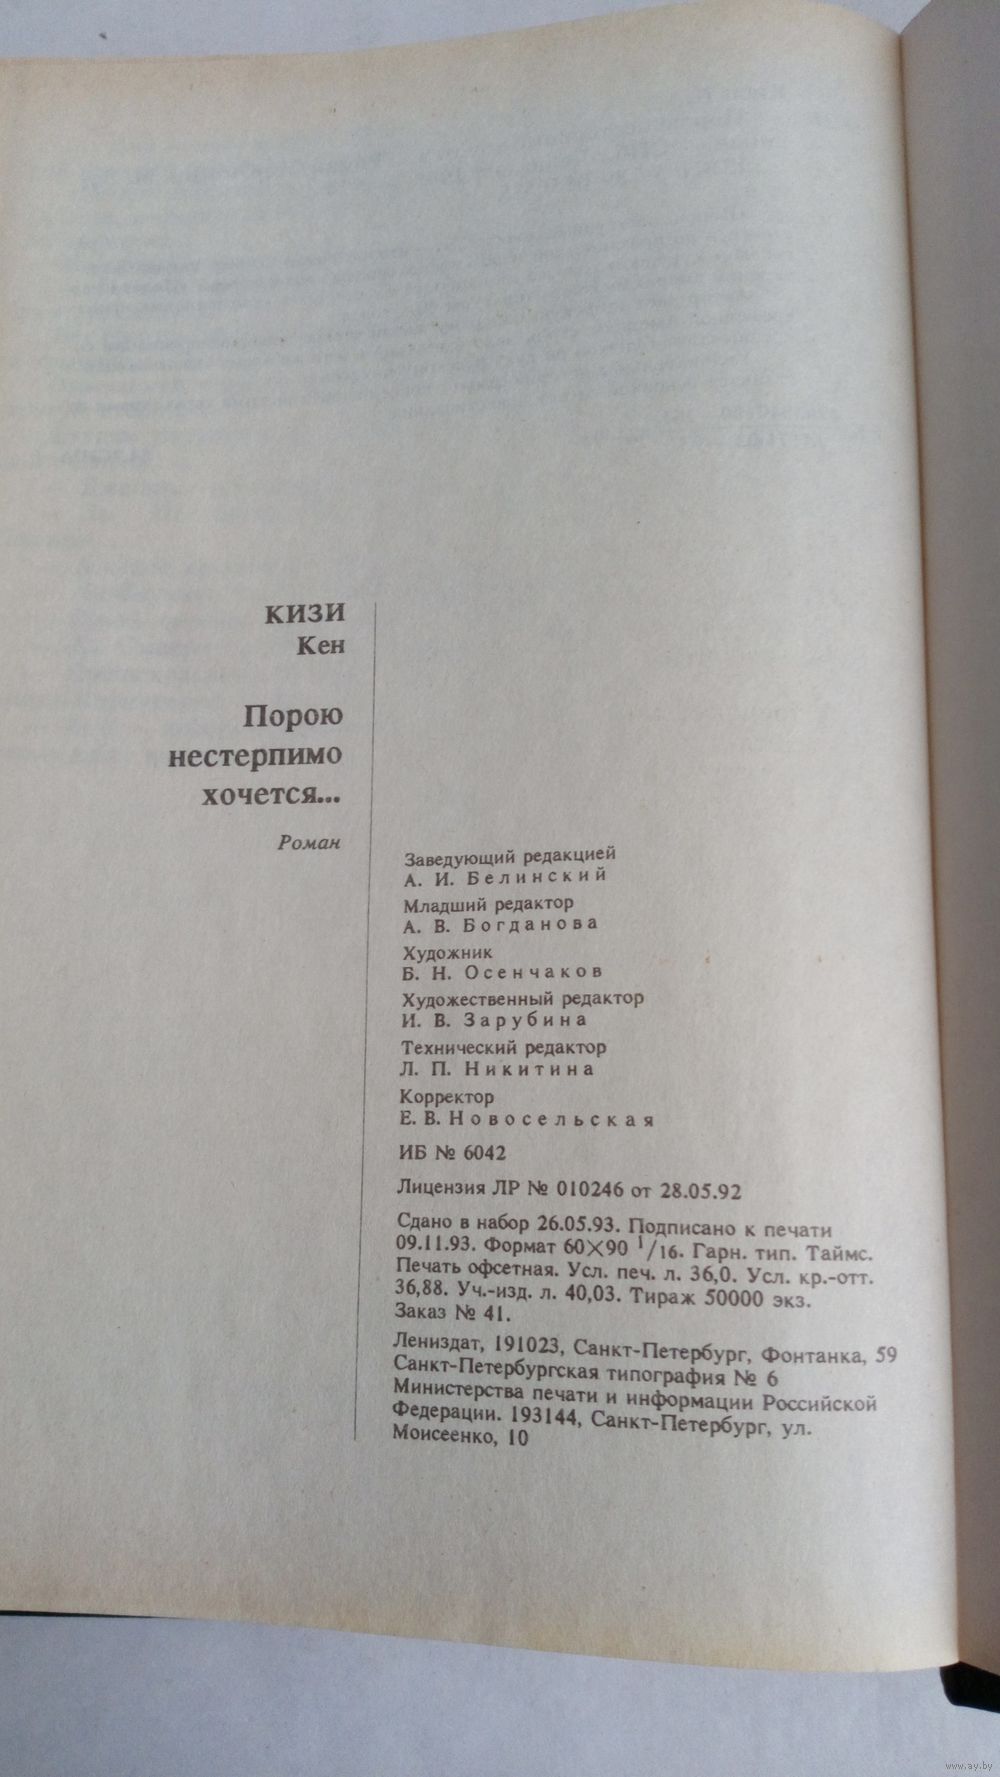 КИЗИ
Кен
Порою
нестерпимо
хочется...
Роман
Заведующий редакцией
А. И. Белинский
Младший редактор
А. В. Богданова
Художник
Б. Н. Осенчаков
Художественный редактор
И. В. Зарубина
Технический редактор
Л. П. Никитина
Корректор
Е. В. Новосельская
ИБ № 6042
Лицензия ЛР № 010246 от 28.05.92
Сдано в набор 26.05.93. Подписано к печати
09.11.93. Формат 60×90 1/16. Гарн. тип. Таймс.
Печать офсетная. Усл. печ. л. 36,0. Усл. кр.-отт.
36,88. Уч.-изд. л. 40,03. Тираж 50000 экз.
Заказ № 41.
Лениздат, 191023, Санкт-Петербург, Фонтанка, 59
Санкт-Петербургская типография № 6
Министерства печати и информации Российской
Федерации. 193144, Санкт-Петербург, ул.
Моисеенко, 10
www.ay.by